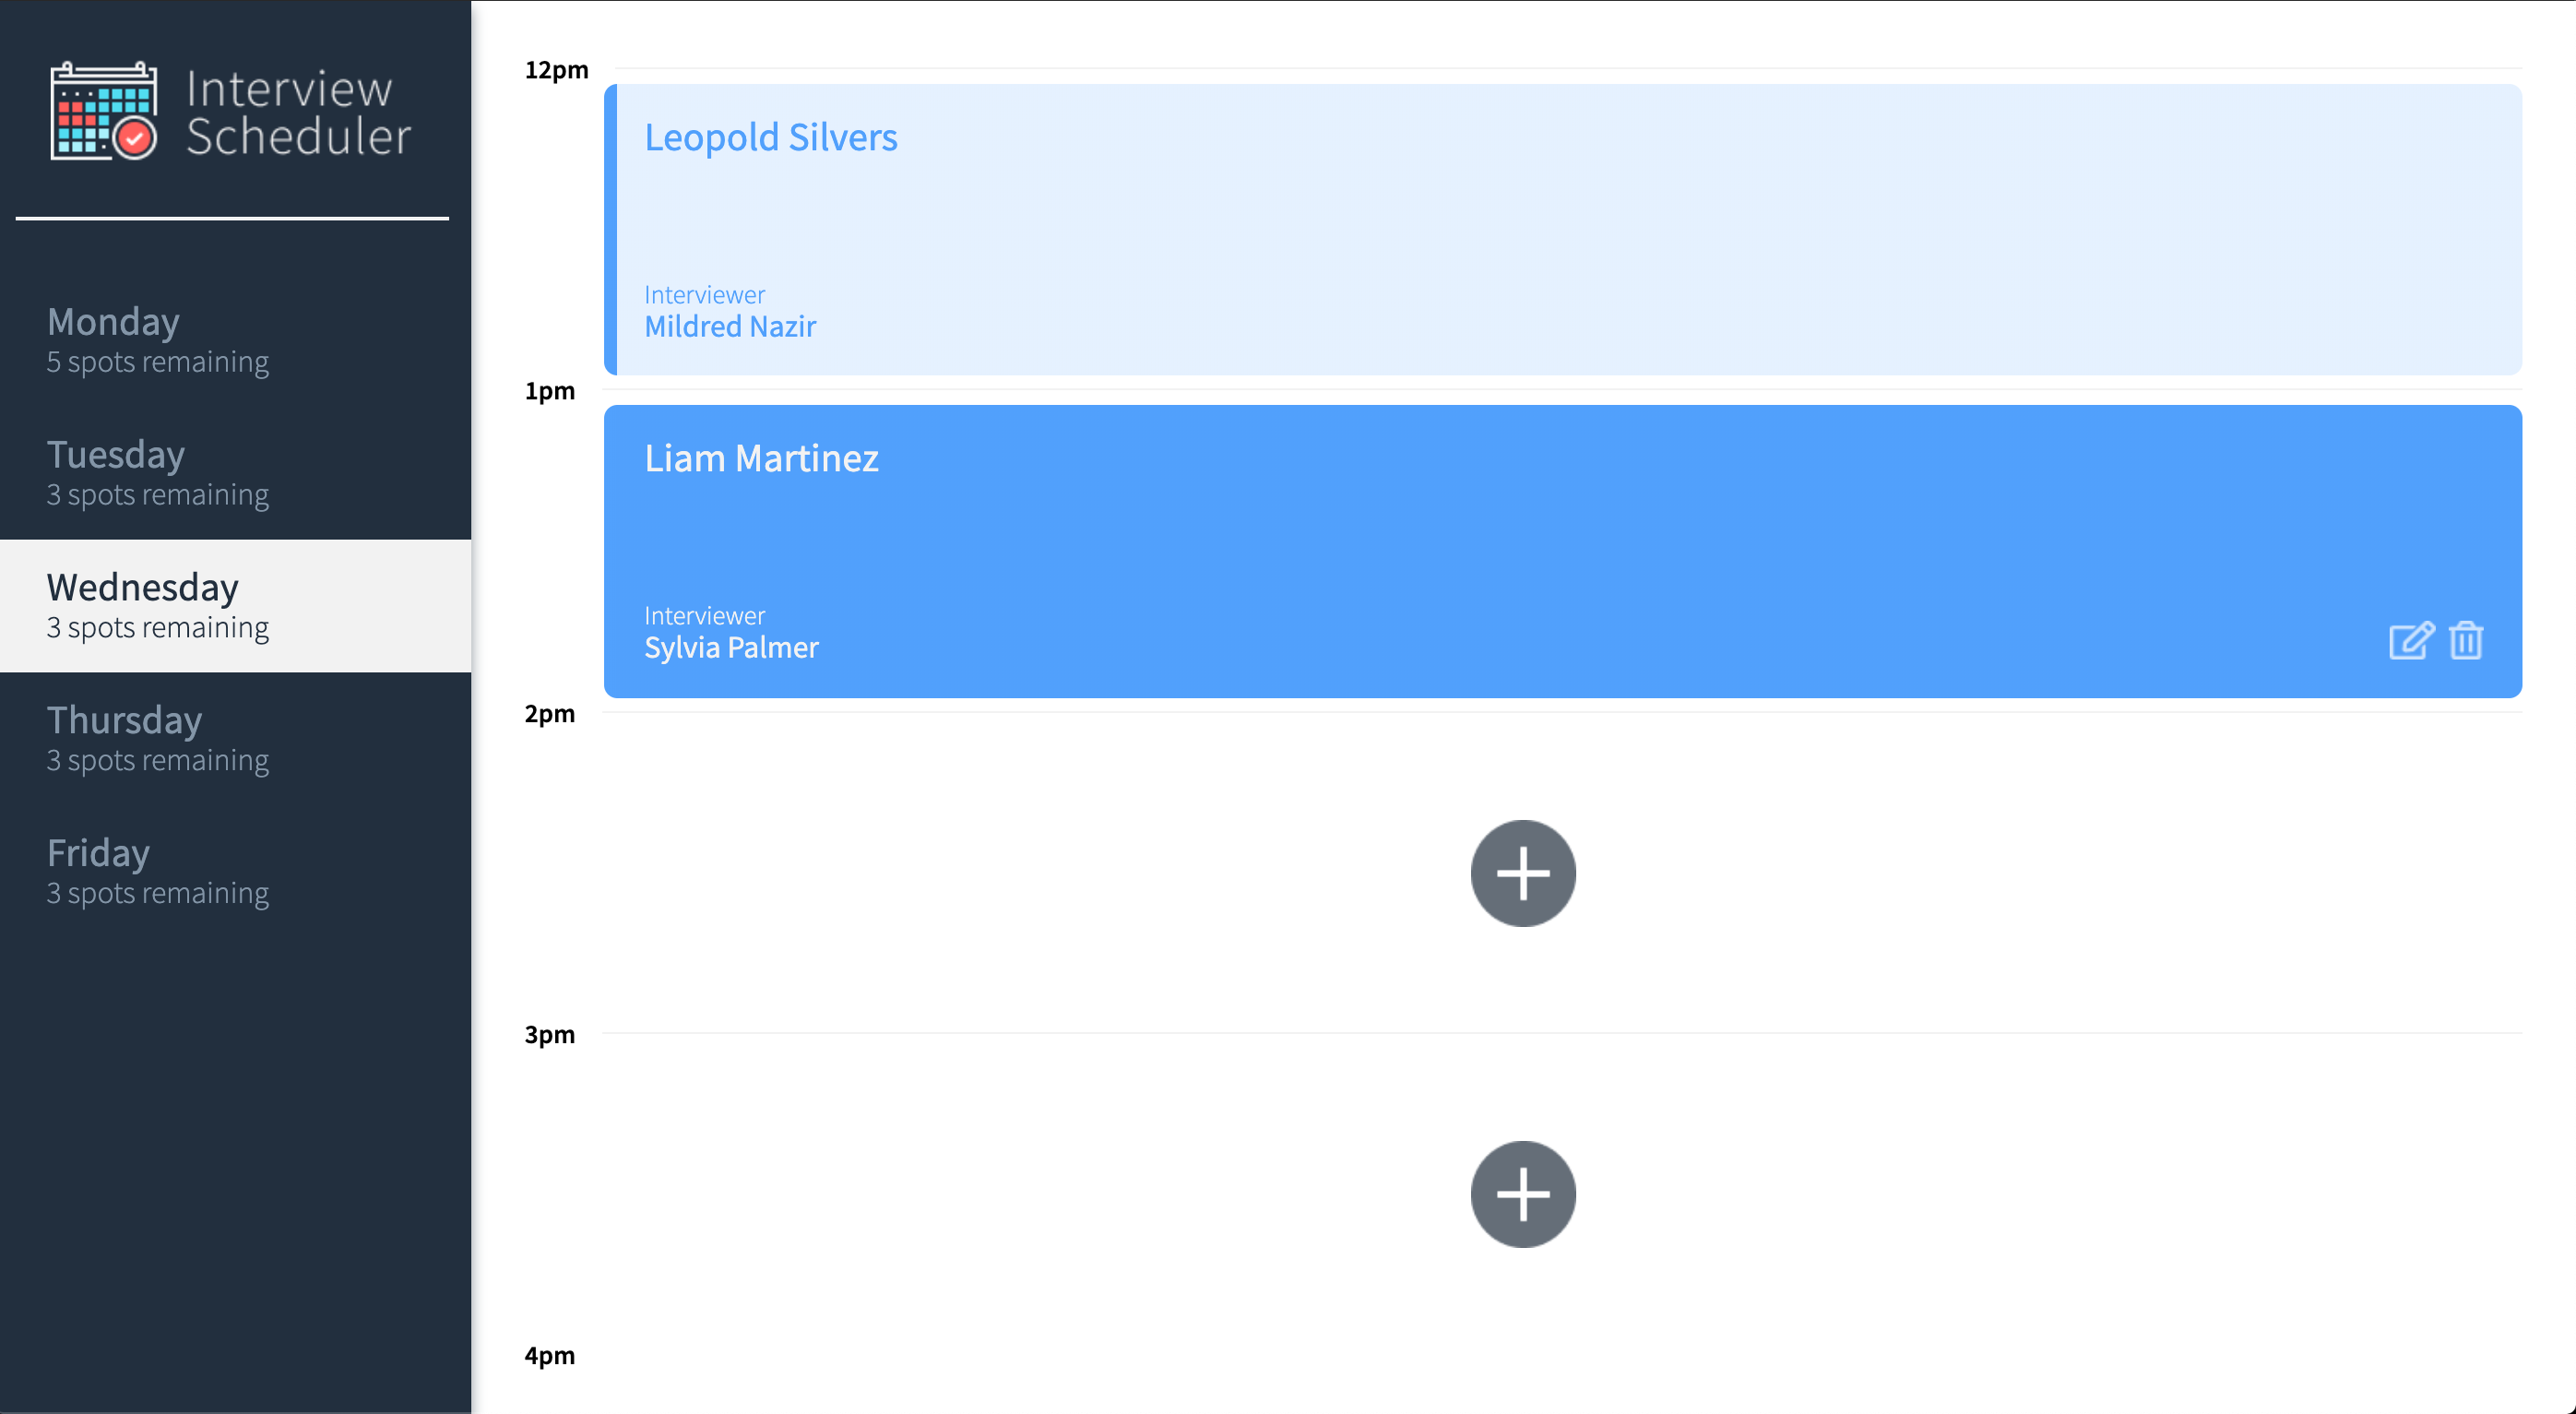 Interview
Scheduler
Monday
5 spots remaining
Tuesday
3 spots remaining
Wednesday
3 spots remaining
Thursday
3 spots remaining
Friday
3 spots remaining
12pm
Leopold Silvers
Interviewer
Mildred Nazir
1pm
Liam Martinez
Interviewer
Sylvia Palmer
2pm
3pm
4pm